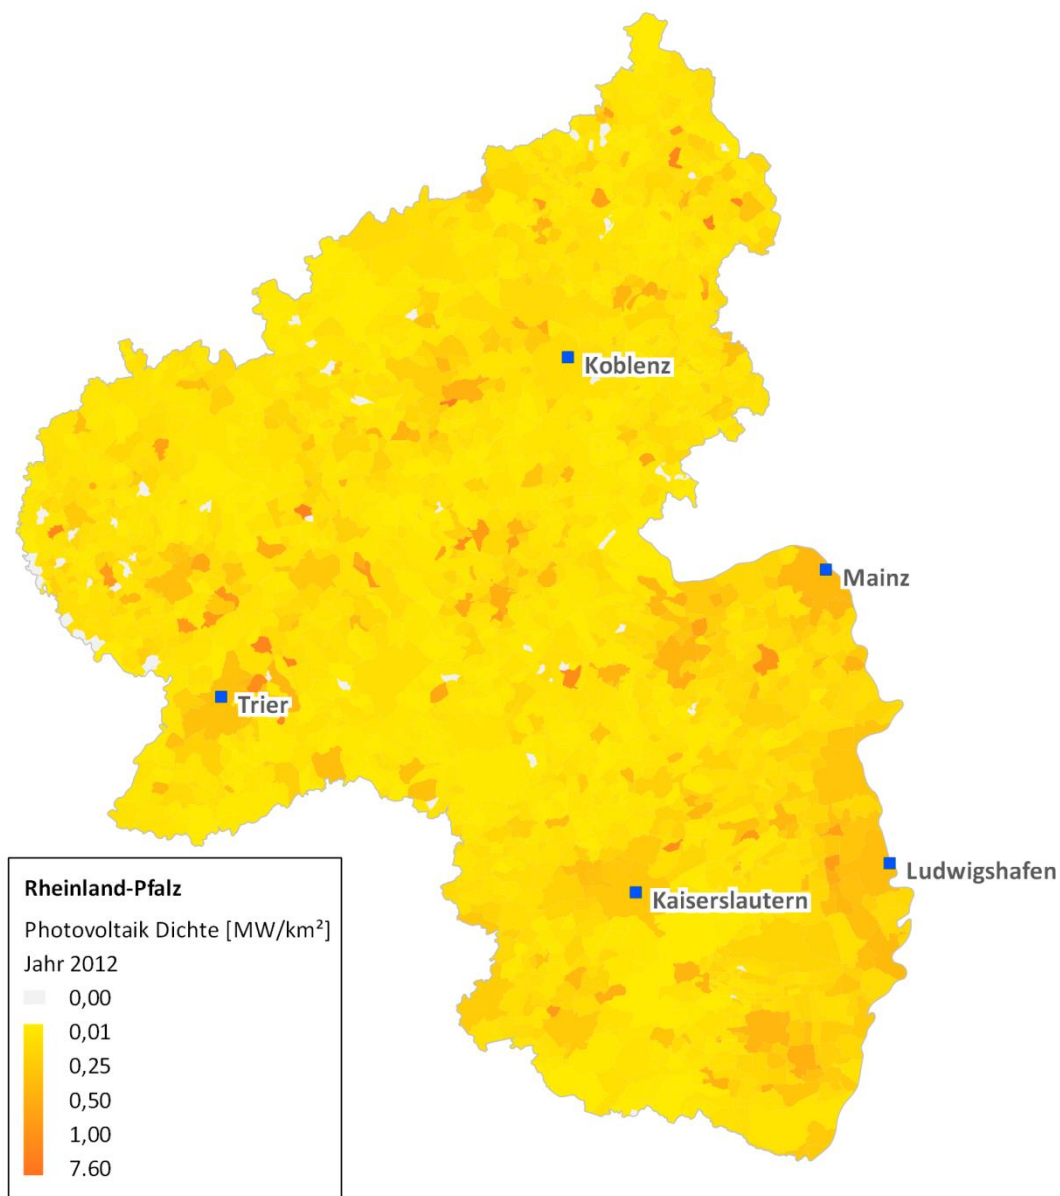 Koblenz
Mainz
Trier
Ludwigshafen
Kaiserslautern
Rheinland-Pfalz
Photovoltaik Dichte [MW/km²]
Jahr 2012
0,00
0,01
0,25
0,50
1,00
7.60